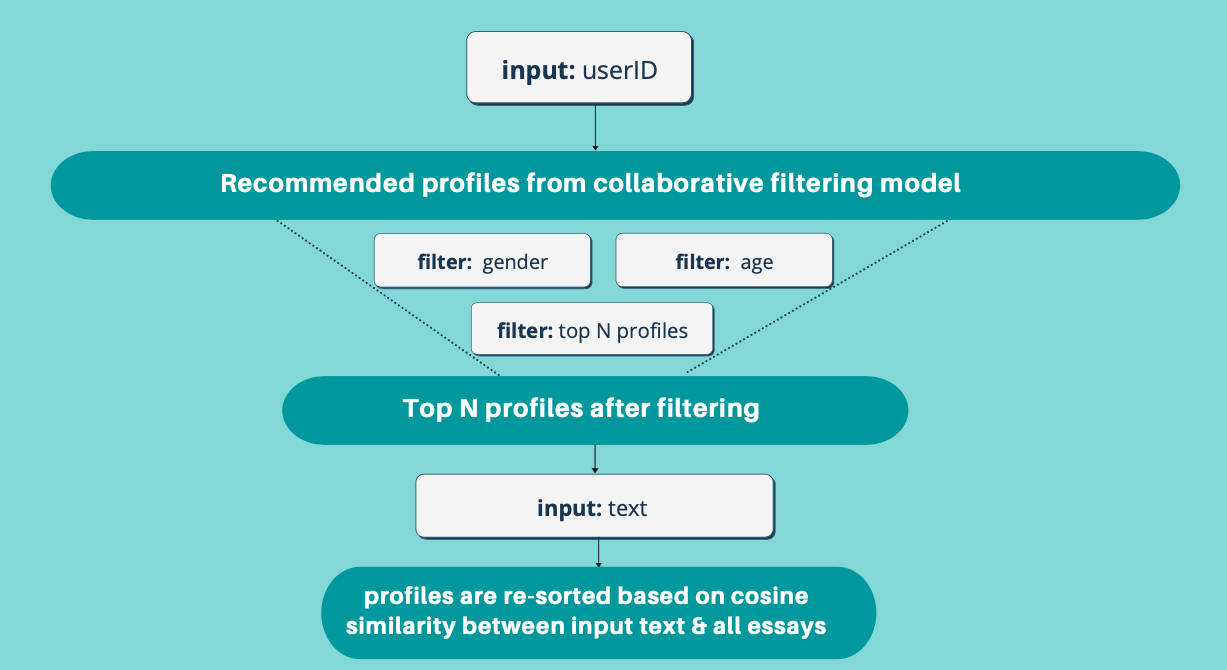 input: userID
Recommended profiles from collaborative filtering model
filter: gender
filter: age
filter: top N profiles
Top N profiles after filtering
input: text
profiles are re-sorted based on cosine
similarity between input text & all essays